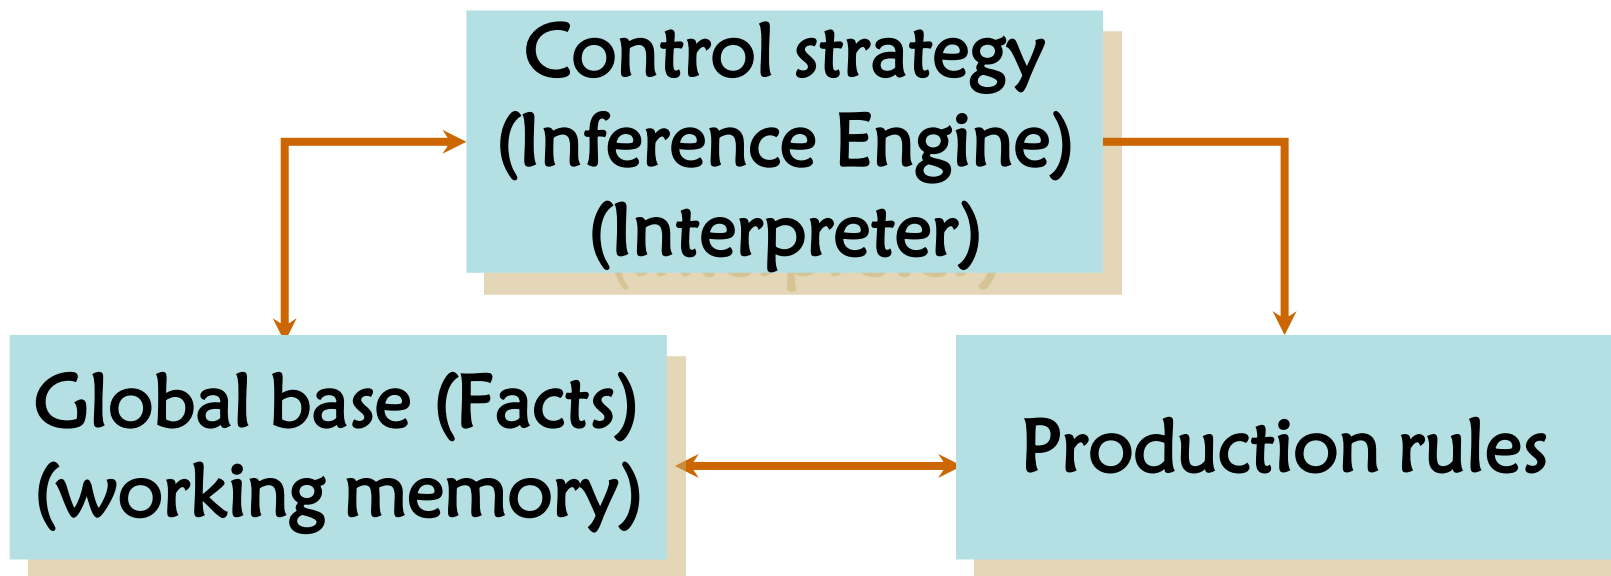 Control strategy
(Inference Engine)
(Interpreter)
Global base (Facts)
(working memory)
Production rules